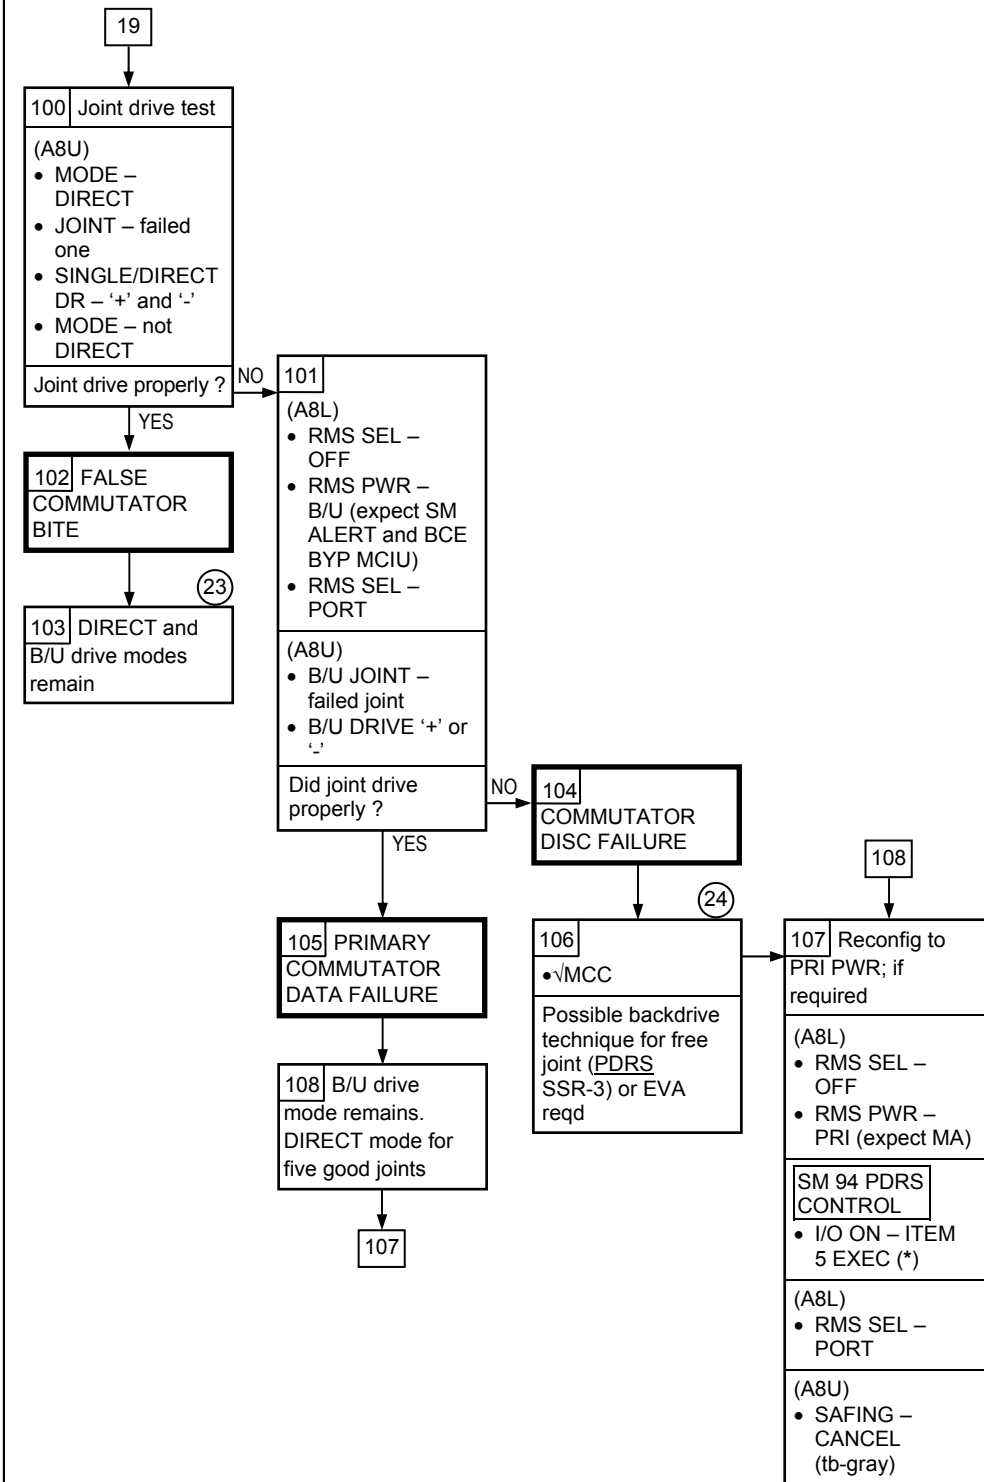 19
100 Joint drive test
(A8U)
• MODE –
DIRECT
• JOINT – failed
one
• SINGLE/DIRECT
DR – ‘+’ and ‘-’
• MODE – not
DIRECT
Joint drive properly ?
NO
YES
102 FALSE
COMMUTATOR
BITE
23
103 DIRECT and
B/U drive modes
remain
101
(A8L)
• RMS SEL –
OFF
• RMS PWR –
B/U (expect SM
ALERT and BCE
BYP MCIU)
• RMS SEL –
PORT
(A8U)
• B/U JOINT –
failed joint
• B/U DRIVE ‘+’ or
‘-’
Did joint drive
properly ?
NO
YES
104
COMMUTATOR
DISC FAILURE
105 PRIMARY
COMMUTATOR
DATA FAILURE
108 B/U drive
mode remains.
DIRECT mode for
five good joints
107
24
106
•√MCC
Possible backdrive
technique for free
joint (PDRS
SSR-3) or EVA
reqd
108
107 Reconfig to
PRI PWR; if
required
(A8L)
• RMS SEL –
OFF
• RMS PWR –
PRI (expect MA)
SM 94 PDRS
CONTROL
• I/O ON – ITEM
5 EXEC (*)
(A8L)
• RMS SEL –
PORT
(A8U)
• SAFING –
CANCEL
(tb-gray)